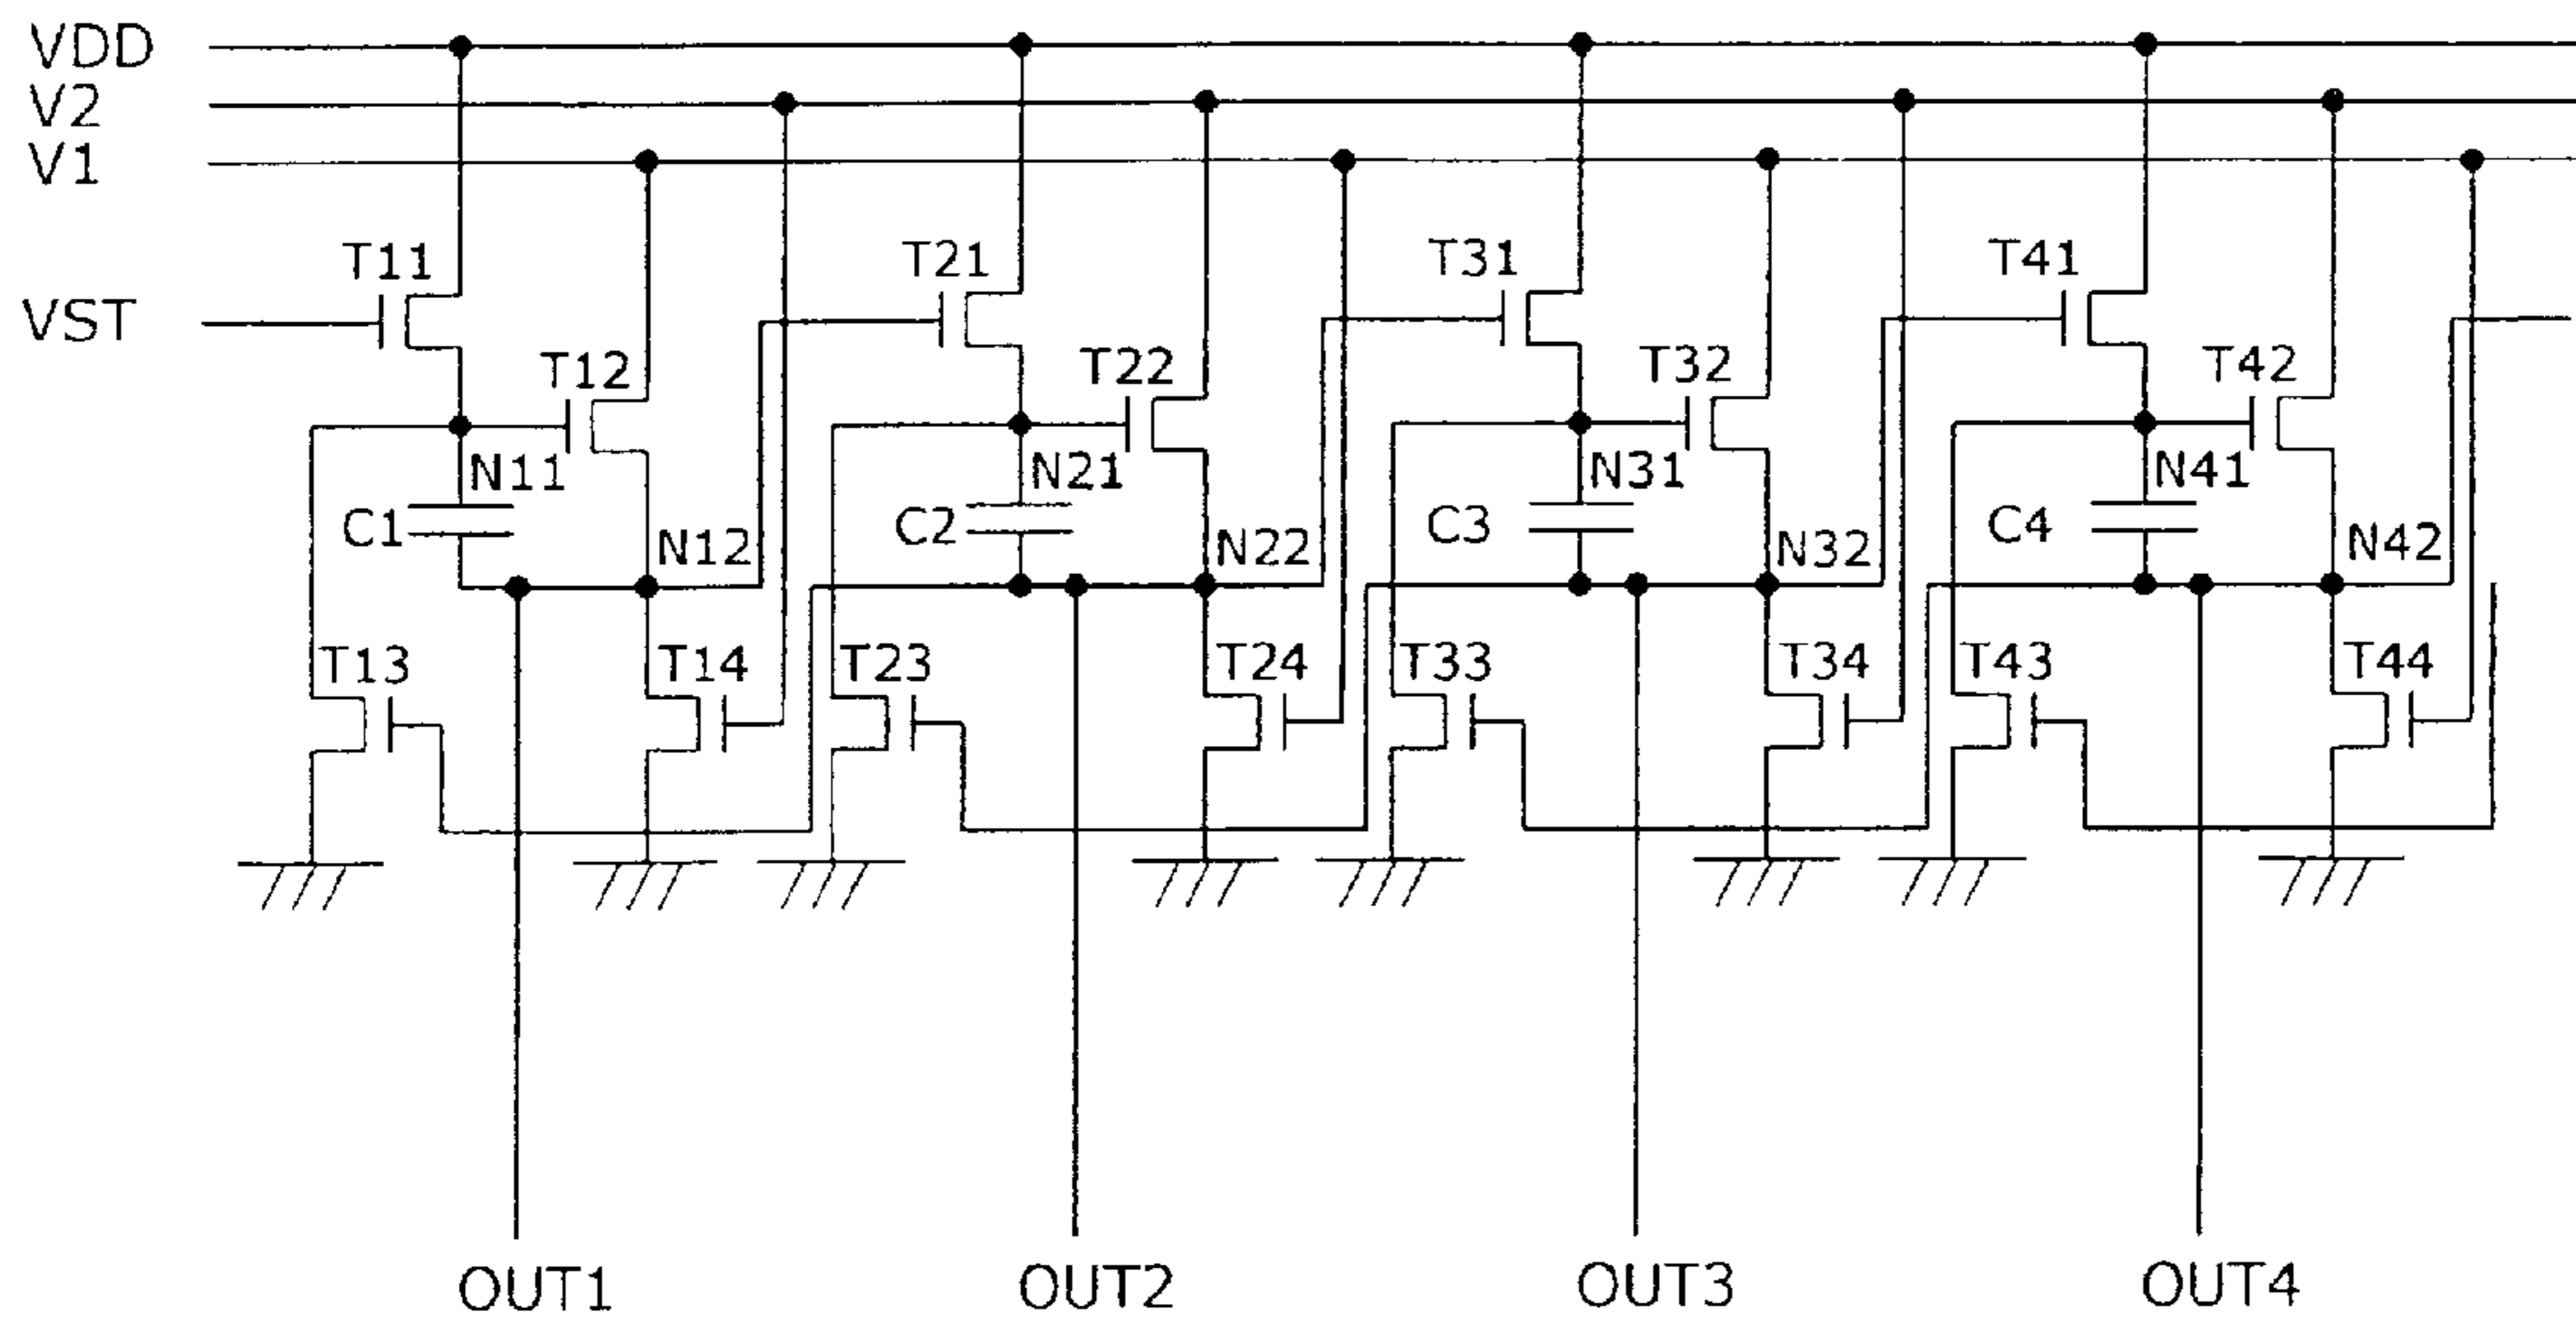 VDD
V2
V1
T11
T21
T31
T41
VST
T12
T22
T32
T42
N11
N21
N31
N41
C1
C2
C3
C4
N12
N22
N32
N42
T13
T14
T23
T24
T33
T34
T43
T44
OUT1
OUT2
OUT3
OUT4